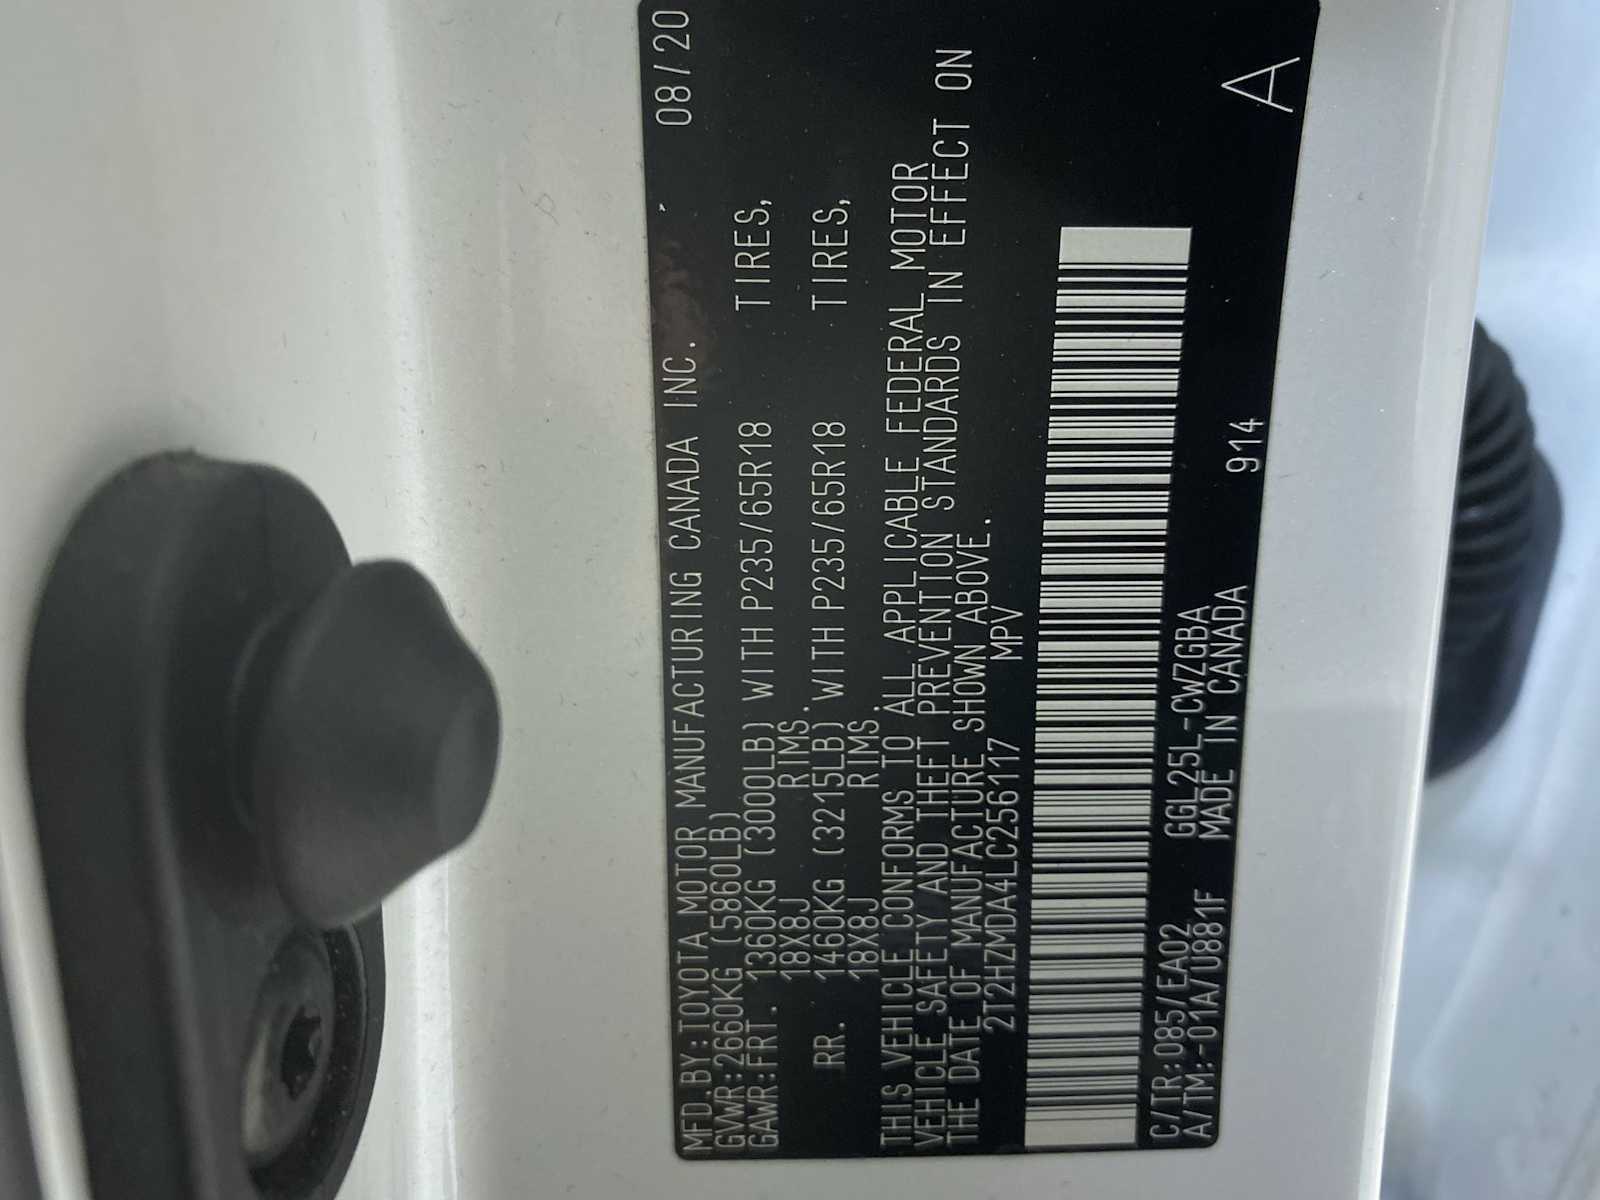 MFD.BY:TOYOTA MOTOR MANUFACTURING CANADA INC. 08/20
GVWR:2660KG (5860LB)
GAWR:FRT. 1360KG (3000LB) WITH P235/65R18 TIRES,
18X8J RIMS.
RR. 1460KG (3215LB) WITH P235/65R18 TIRES,
18X8J RIMS.
THIS VEHICLE CONFORMS TO ALL APPLICABLE FEDERAL MOTOR
VEHICLE SAFETY AND THEFT PREVENTION STANDARDS IN EFFECT ON
THE DATE OF MANUFACTURE SHOWN ABOVE.
2T2HZMDA4LC256117 MPV
C/TR:085/EA02 GGL25L-CWZGBA
A/TM:-01A/U881F MADE IN CANADA 914 A